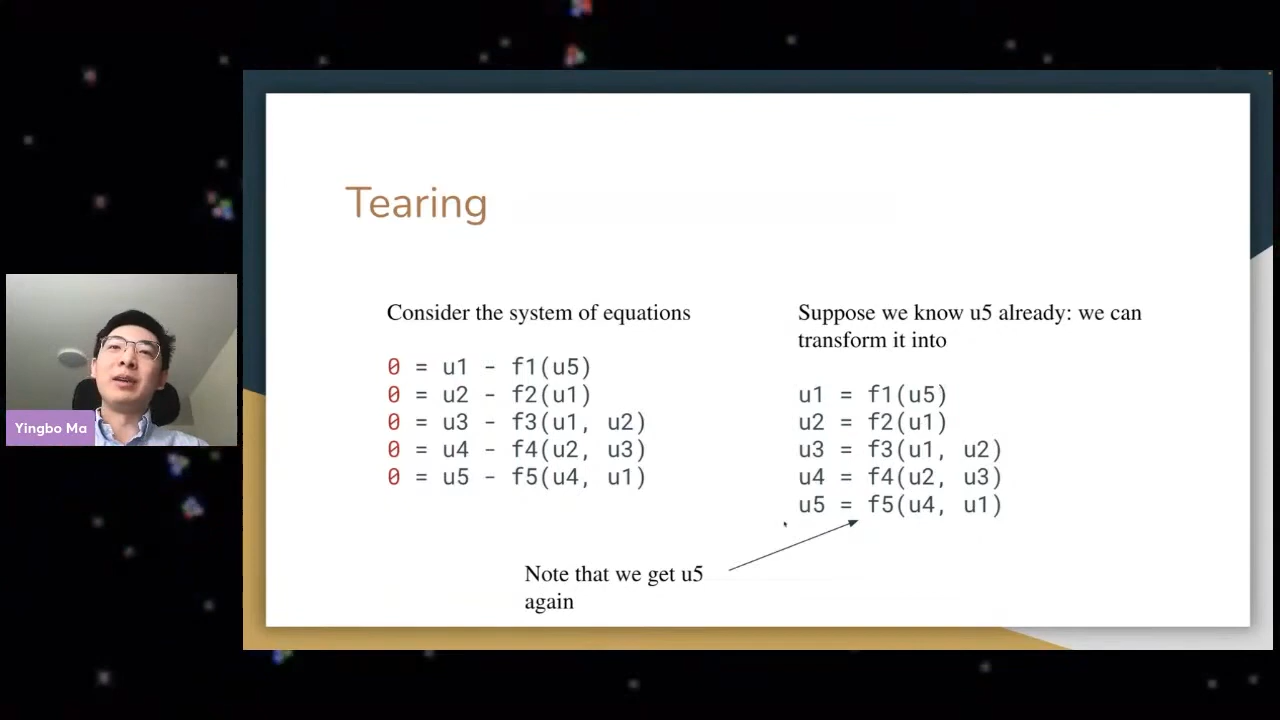 Tearing
Consider the system of equations
0 = u1 - f1(u5)
0 = u2 - f2(u1)
0 = u3 - f3(u1, u2)
0 = u4 - f4(u2, u3)
0 = u5 - f5(u4, u1)
Suppose we know u5 already: we can
transform it into
u1 = f1(u5)
u2 = f2(u1)
u3 = f3(u1, u2)
u4 = f4(u2, u3)
u5 = f5(u4, u1)
Note that we get u5
again
Yingbo Ma